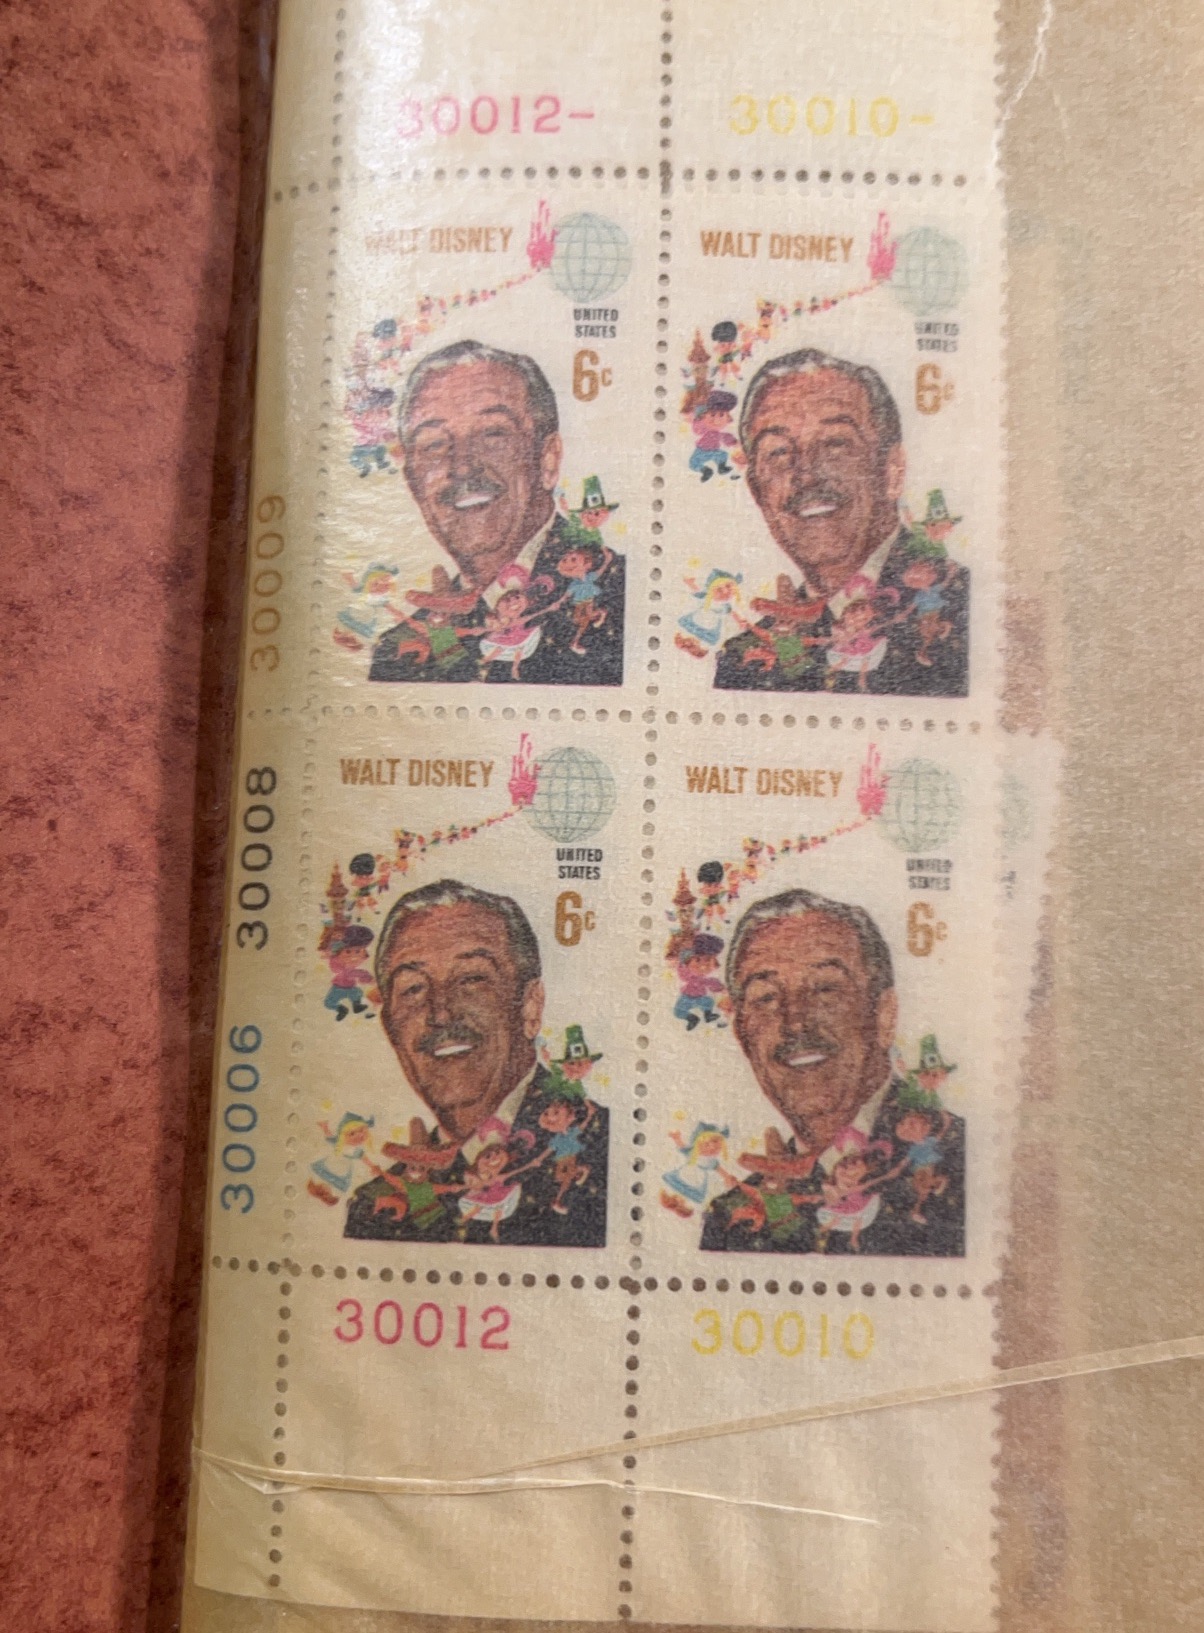 30012-
30010-
WALT DISNEY
UNITED
STATES
6c
WALT DISNEY
UNITED
STATES
6c
30009
WALT DISNEY
UNITED
STATES
6c
WALT DISNEY
UNITED
STATES
6c
30008
30006
30012
30010